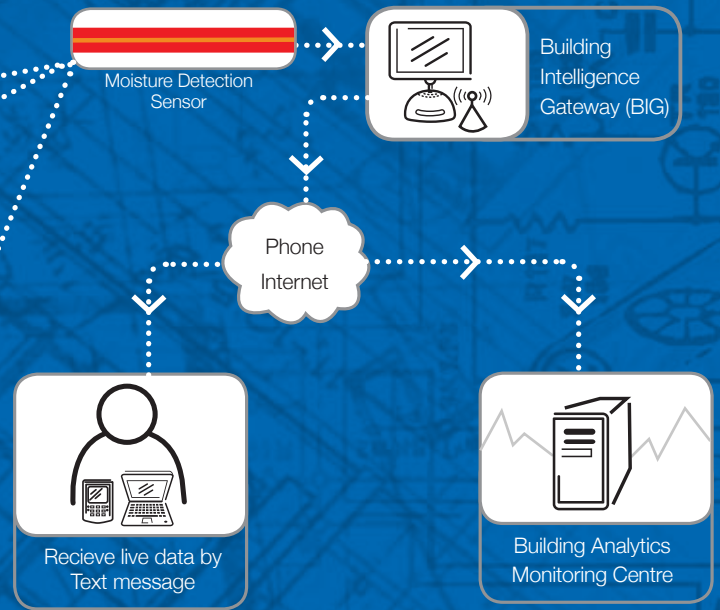 Moisture Detection
Sensor
Building
Intelligence
Gateway (BIG)
Phone
Internet
Recieve live data by
Text message
Building Analytics
Monitoring Centre